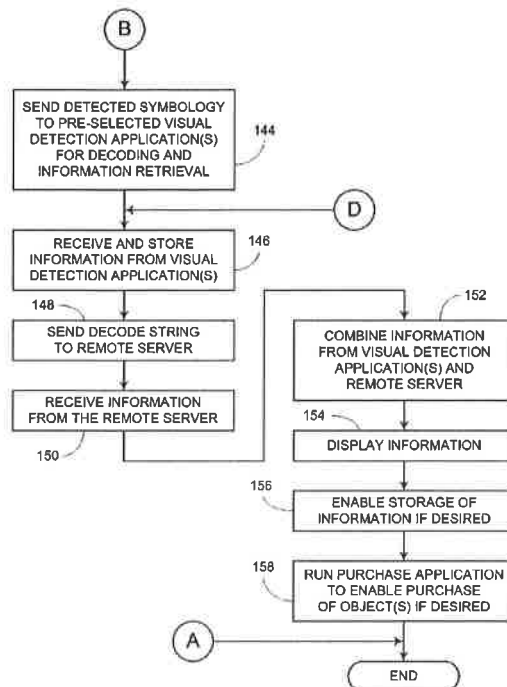 B
SEND DETECTED SYMBOLOGY
TO PRE-SELECTED VISUAL
DETECTION APPLICATION(S)
FOR DECODING AND
INFORMATION RETRIEVAL
144
D
RECEIVE AND STORE
INFORMATION FROM VISUAL
DETECTION APPLICATION(S)
146
148
SEND DECODE STRING
TO REMOTE SERVER
RECEIVE INFORMATION
FROM THE REMOTE SERVER
150
152
COMBINE INFORMATION
FROM VISUAL DETECTION
APPLICATION(S) AND
REMOTE SERVER
154
DISPLAY INFORMATION
156
ENABLE STORAGE OF
INFORMATION IF DESIRED
158
RUN PURCHASE APPLICATION
TO ENABLE PURCHASE
OF OBJECT(S) IF DESIRED
A
END